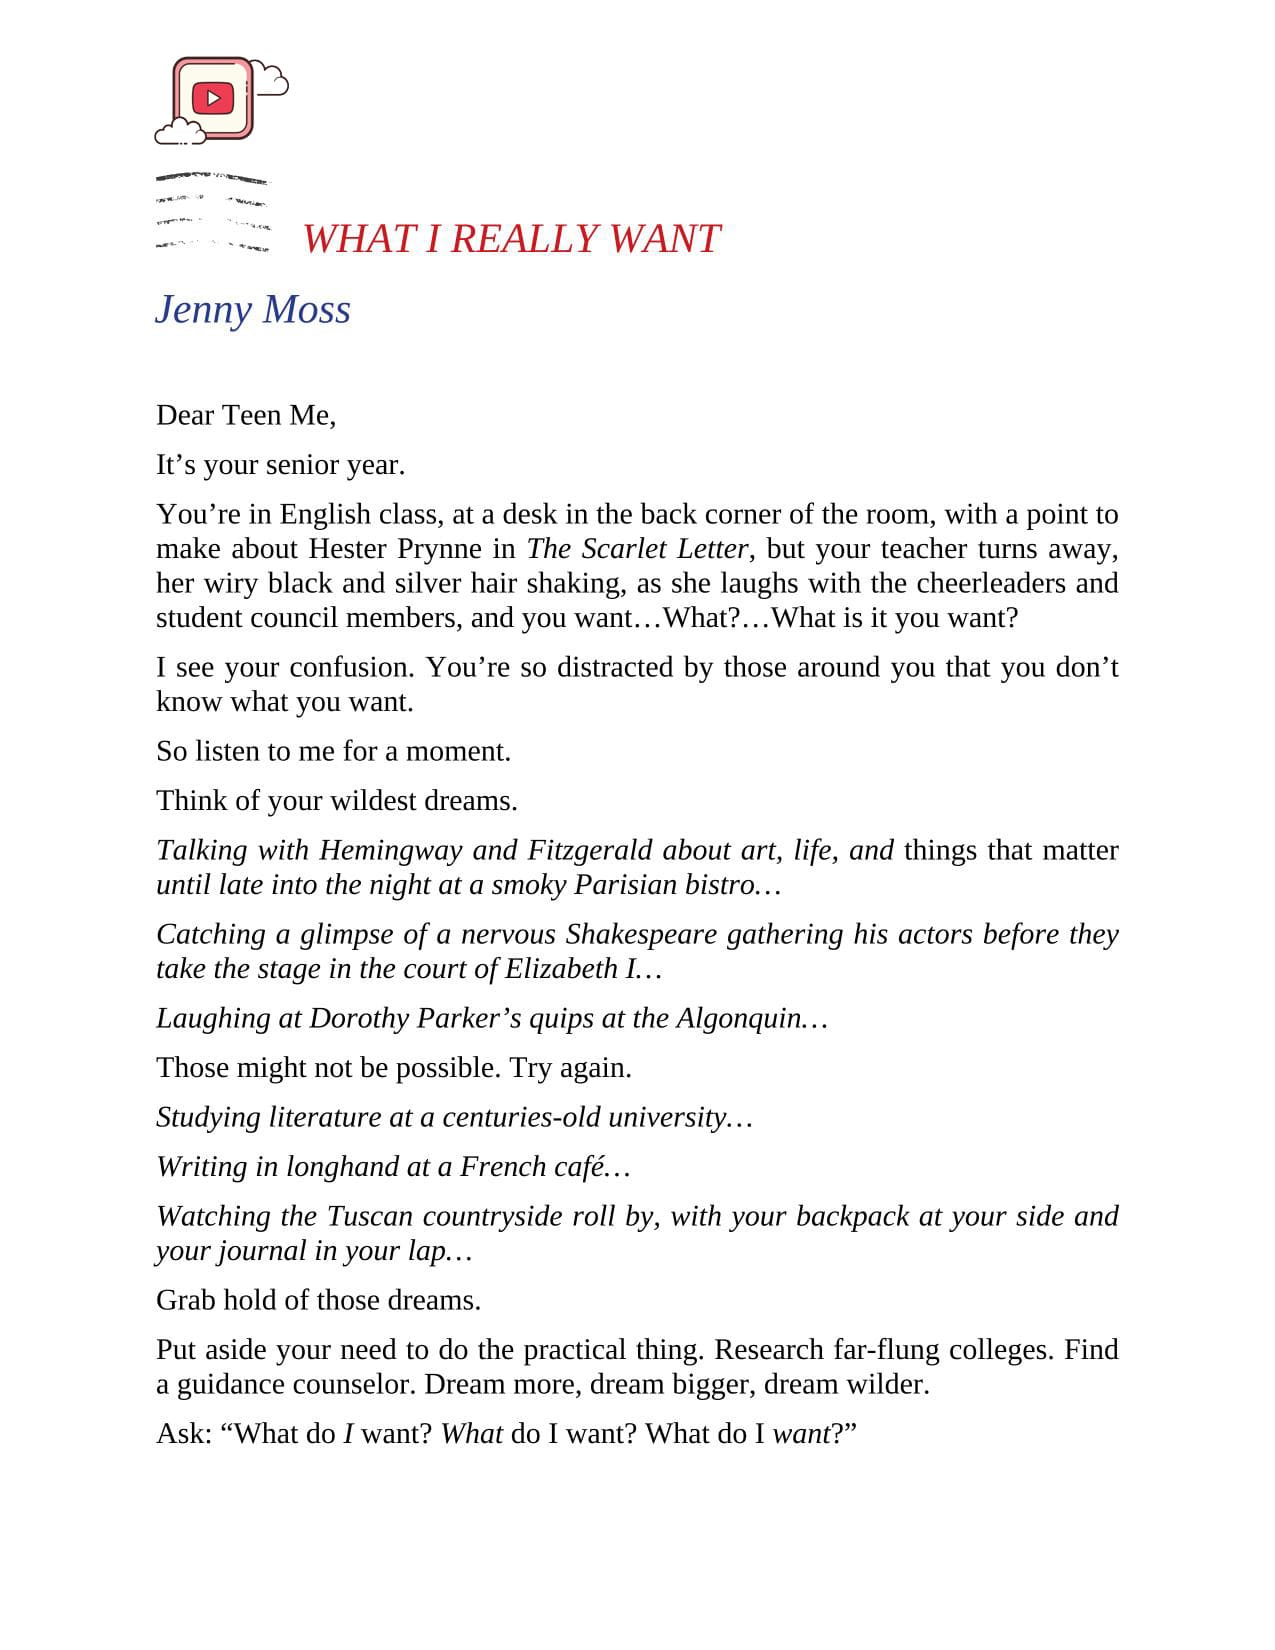 WHAT I REALLY WANT
Jenny Moss
Dear Teen Me,
It’s your senior year.
You’re in English class, at a desk in the back corner of the room, with a point to
make about Hester Prynne in The Scarlet Letter, but your teacher turns away,
her wiry black and silver hair shaking, as she laughs with the cheerleaders and
student council members, and you want…What?…What is it you want?
I see your confusion. You’re so distracted by those around you that you don’t
know what you want.
So listen to me for a moment.
Think of your wildest dreams.
Talking with Hemingway and Fitzgerald about art, life, and things that matter
until late into the night at a smoky Parisian bistro…
Catching a glimpse of a nervous Shakespeare gathering his actors before they
take the stage in the court of Elizabeth I…
Laughing at Dorothy Parker’s quips at the Algonquin…
Those might not be possible. Try again.
Studying literature at a centuries-old university…
Writing in longhand at a French café…
Watching the Tuscan countryside roll by, with your backpack at your side and
your journal in your lap…
Grab hold of those dreams.
Put aside your need to do the practical thing. Research far-flung colleges. Find
a guidance counselor. Dream more, dream bigger, dream wilder.
Ask: “What do I want? What do I want? What do I want?”